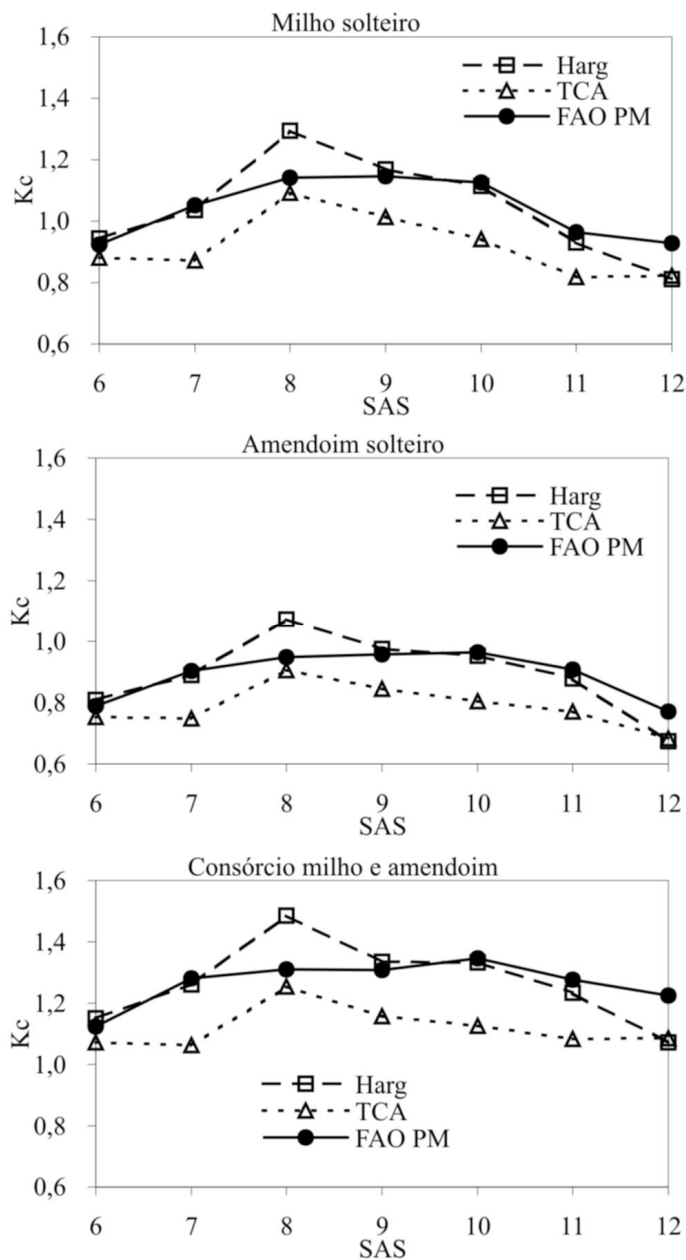 Milho solteiro
1,6
1,4
1,2
1,0
0,8
0,6
Kc
Harg
TCA
FAO PM
6 7 8 9 10 11 12
SAS
Amendoim solteiro
1,6
1,4
1,2
1,0
0,8
0,6
Kc
Harg
TCA
FAO PM
6 7 8 9 10 11 12
SAS
Consórcio milho e amendoim
1,6
1,4
1,2
1,0
0,8
0,6
Kc
Harg
TCA
FAO PM
6 7 8 9 10 11 12
SAS